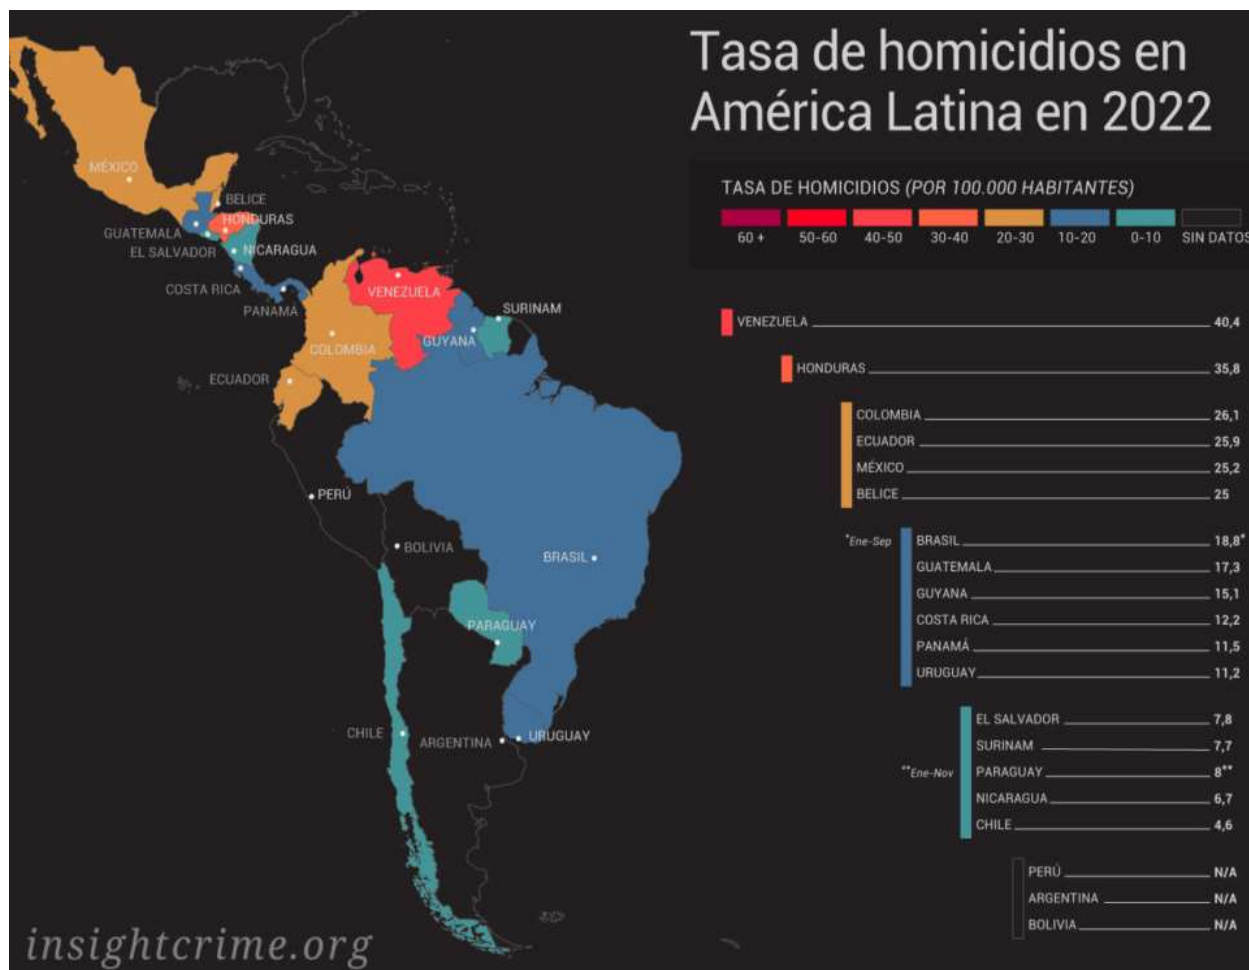 Tasa de homicidios en
América Latina en 2022
TASA DE HOMICIDIOS (POR 100.000 HABITANTES)
60 + 50-60 40-50 30-40 20-30 10-20 0-10 SIN DATOS
MÉXICO
BELICE
HONDURAS
GUATEMALA
EL SALVADOR
NICARAGUA
COSTA RICA
PANAMÁ
VENEZUELA
SURINAM
GUYANA
COLOMBIA
ECUADOR
PERÚ
BOLIVIA
BRASIL
PARAGUAY
CHILE
ARGENTINA
URUGUAY
VENEZUELA 40,4
HONDURAS 35,8
COLOMBIA 26,1
ECUADOR 25,9
MÉXICO 25,2
BELICE 25
*Ene-Sep BRASIL 18,8*
GUATEMALA 17,3
GUYANA 15,1
COSTA RICA 12,2
PANAMÁ 11,5
URUGUAY 11,2
EL SALVADOR 7,8
SURINAM 7,7
**Ene-Nov PARAGUAY 8**
NICARAGUA 6,7
CHILE 4,6
PERÚ N/A
ARGENTINA N/A
BOLIVIA N/A
insightcrime.org